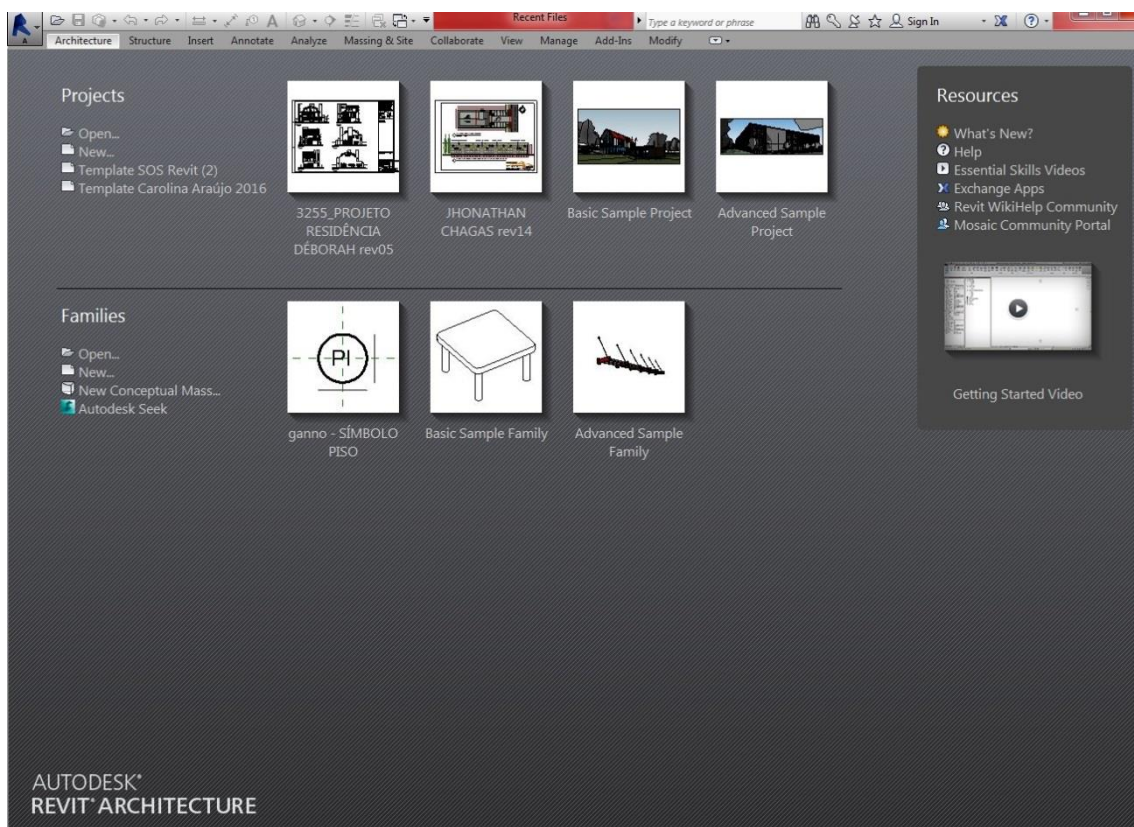 Recent Files
Type a keyword or phrase
Sign In
Architecture Structure Insert Annotate Analyze Massing & Site Collaborate View Manage Add-Ins Modify
Projects
Open...
New...
Template SOS Revit (2)
Template Carolina Araújo 2016
3255_PROJETO
RESIDÊNCIA
DÉBORAH rev05
JHONATHAN
CHAGAS rev14
Basic Sample Project
Advanced Sample
Project
Families
Open...
New...
New Conceptual Mass...
Autodesk Seek
PI
ganno - SÍMBOLO
PISO
Basic Sample Family
Advanced Sample
Family
Resources
What's New?
Help
Essential Skills Videos
Exchange Apps
Revit WikiHelp Community
Mosaic Community Portal
Getting Started Video
AUTODESK®
REVIT® ARCHITECTURE